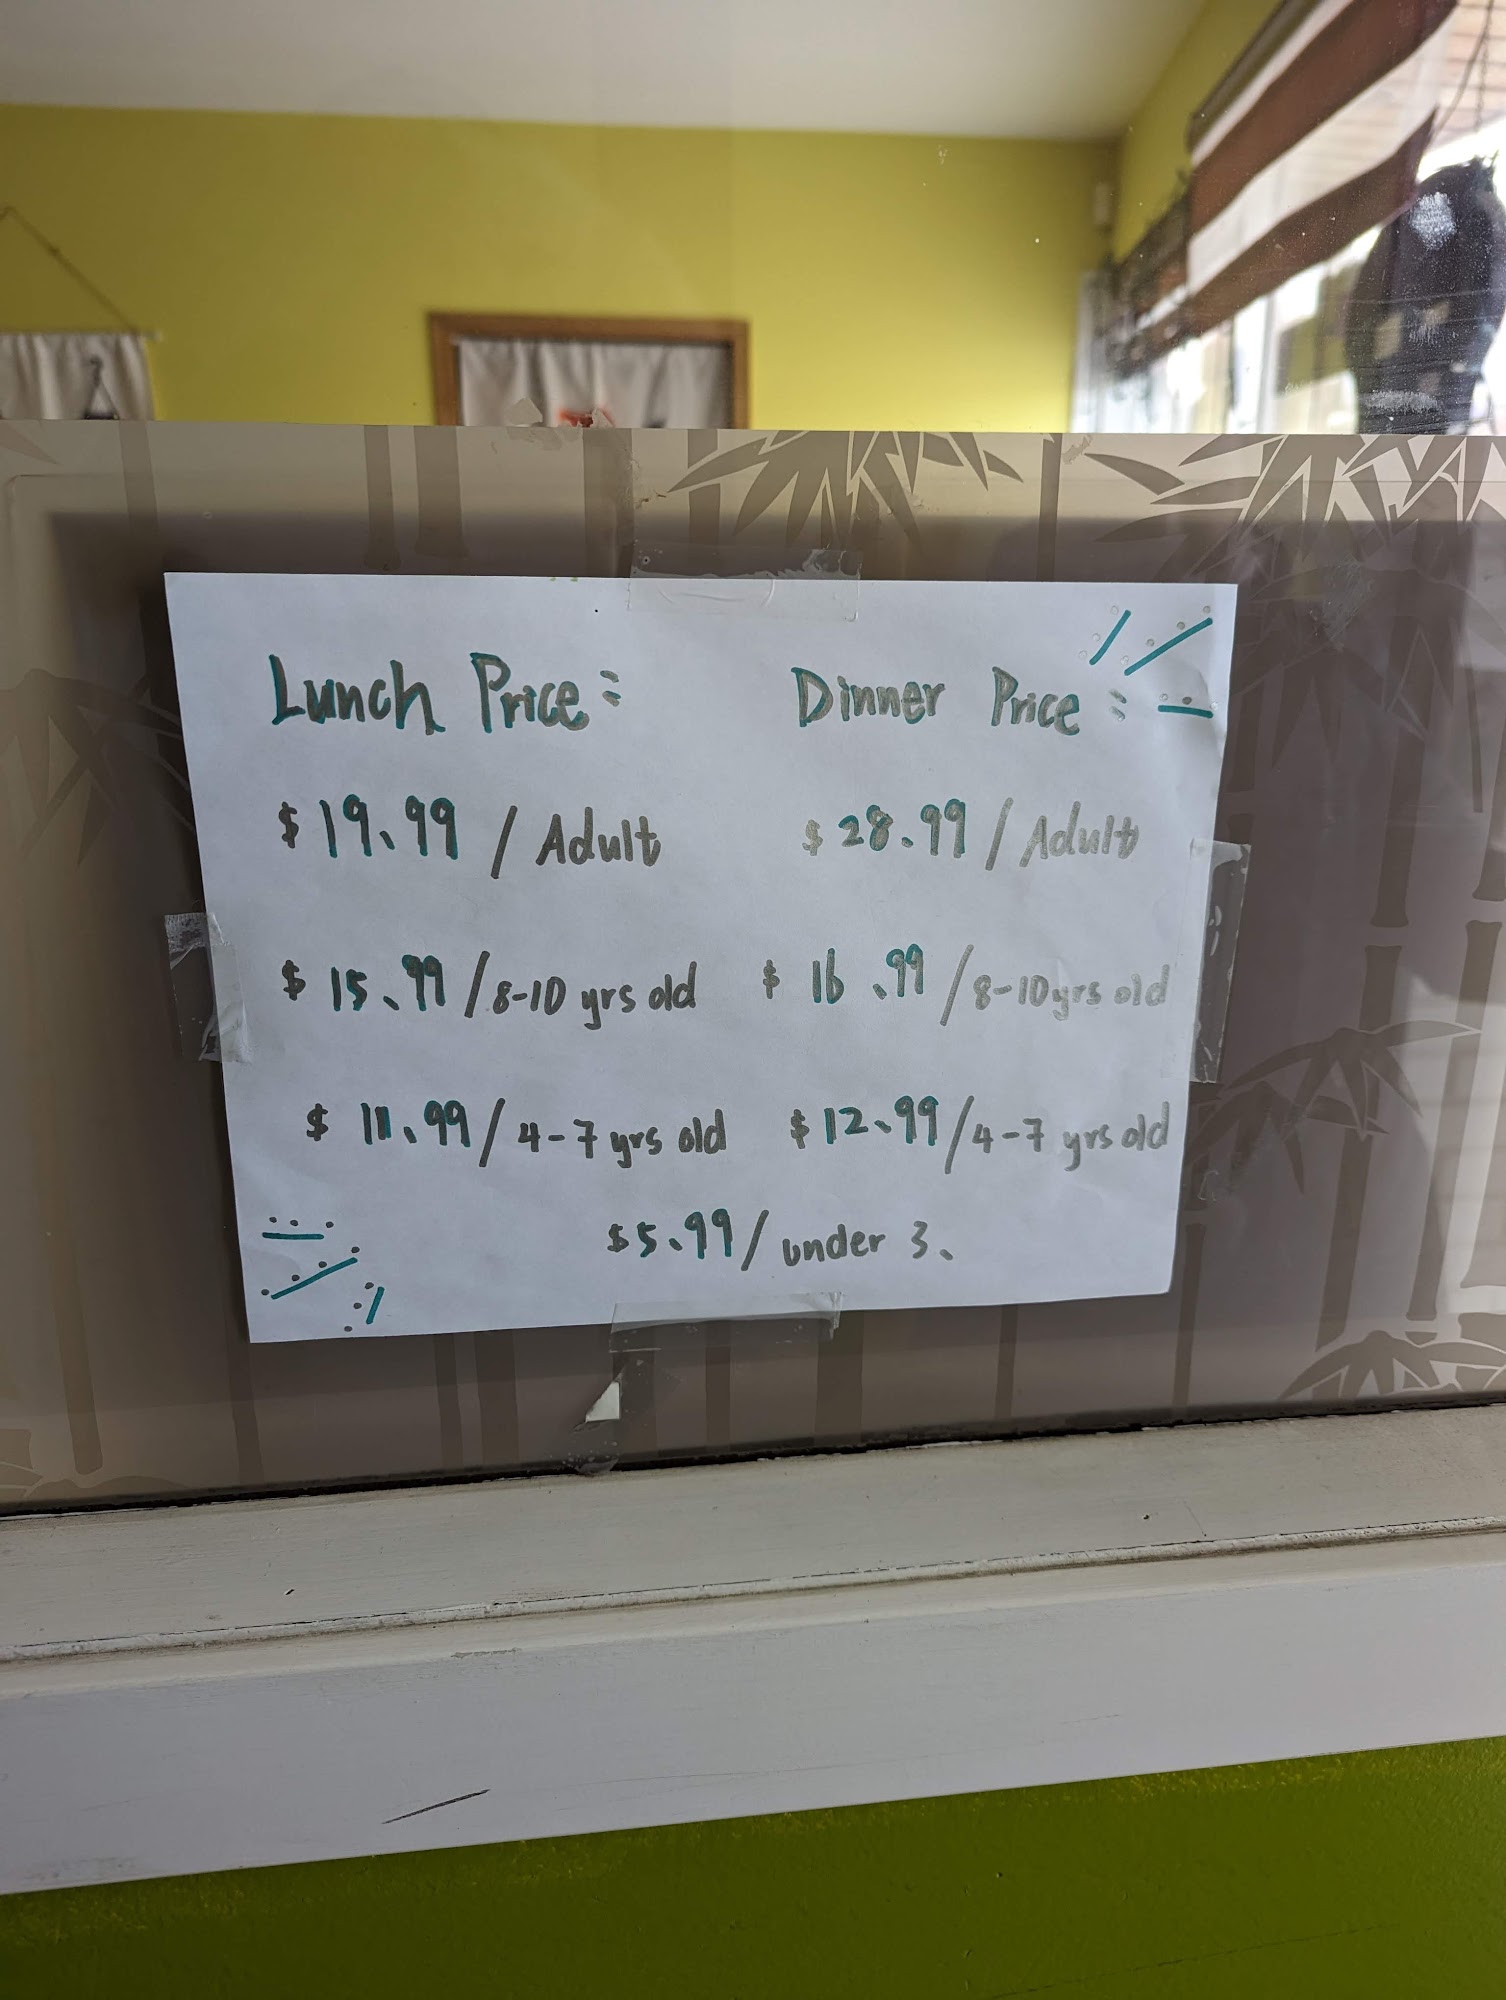 Lunch Price:
$19.99 / Adult
$15.99 / 8-10 yrs old
$11.99 / 4-7 yrs old
Dinner Price:
$28.99 / Adult
$16.99 / 8-10 yrs old
$12.99 / 4-7 yrs old
$5.99 / under 3.